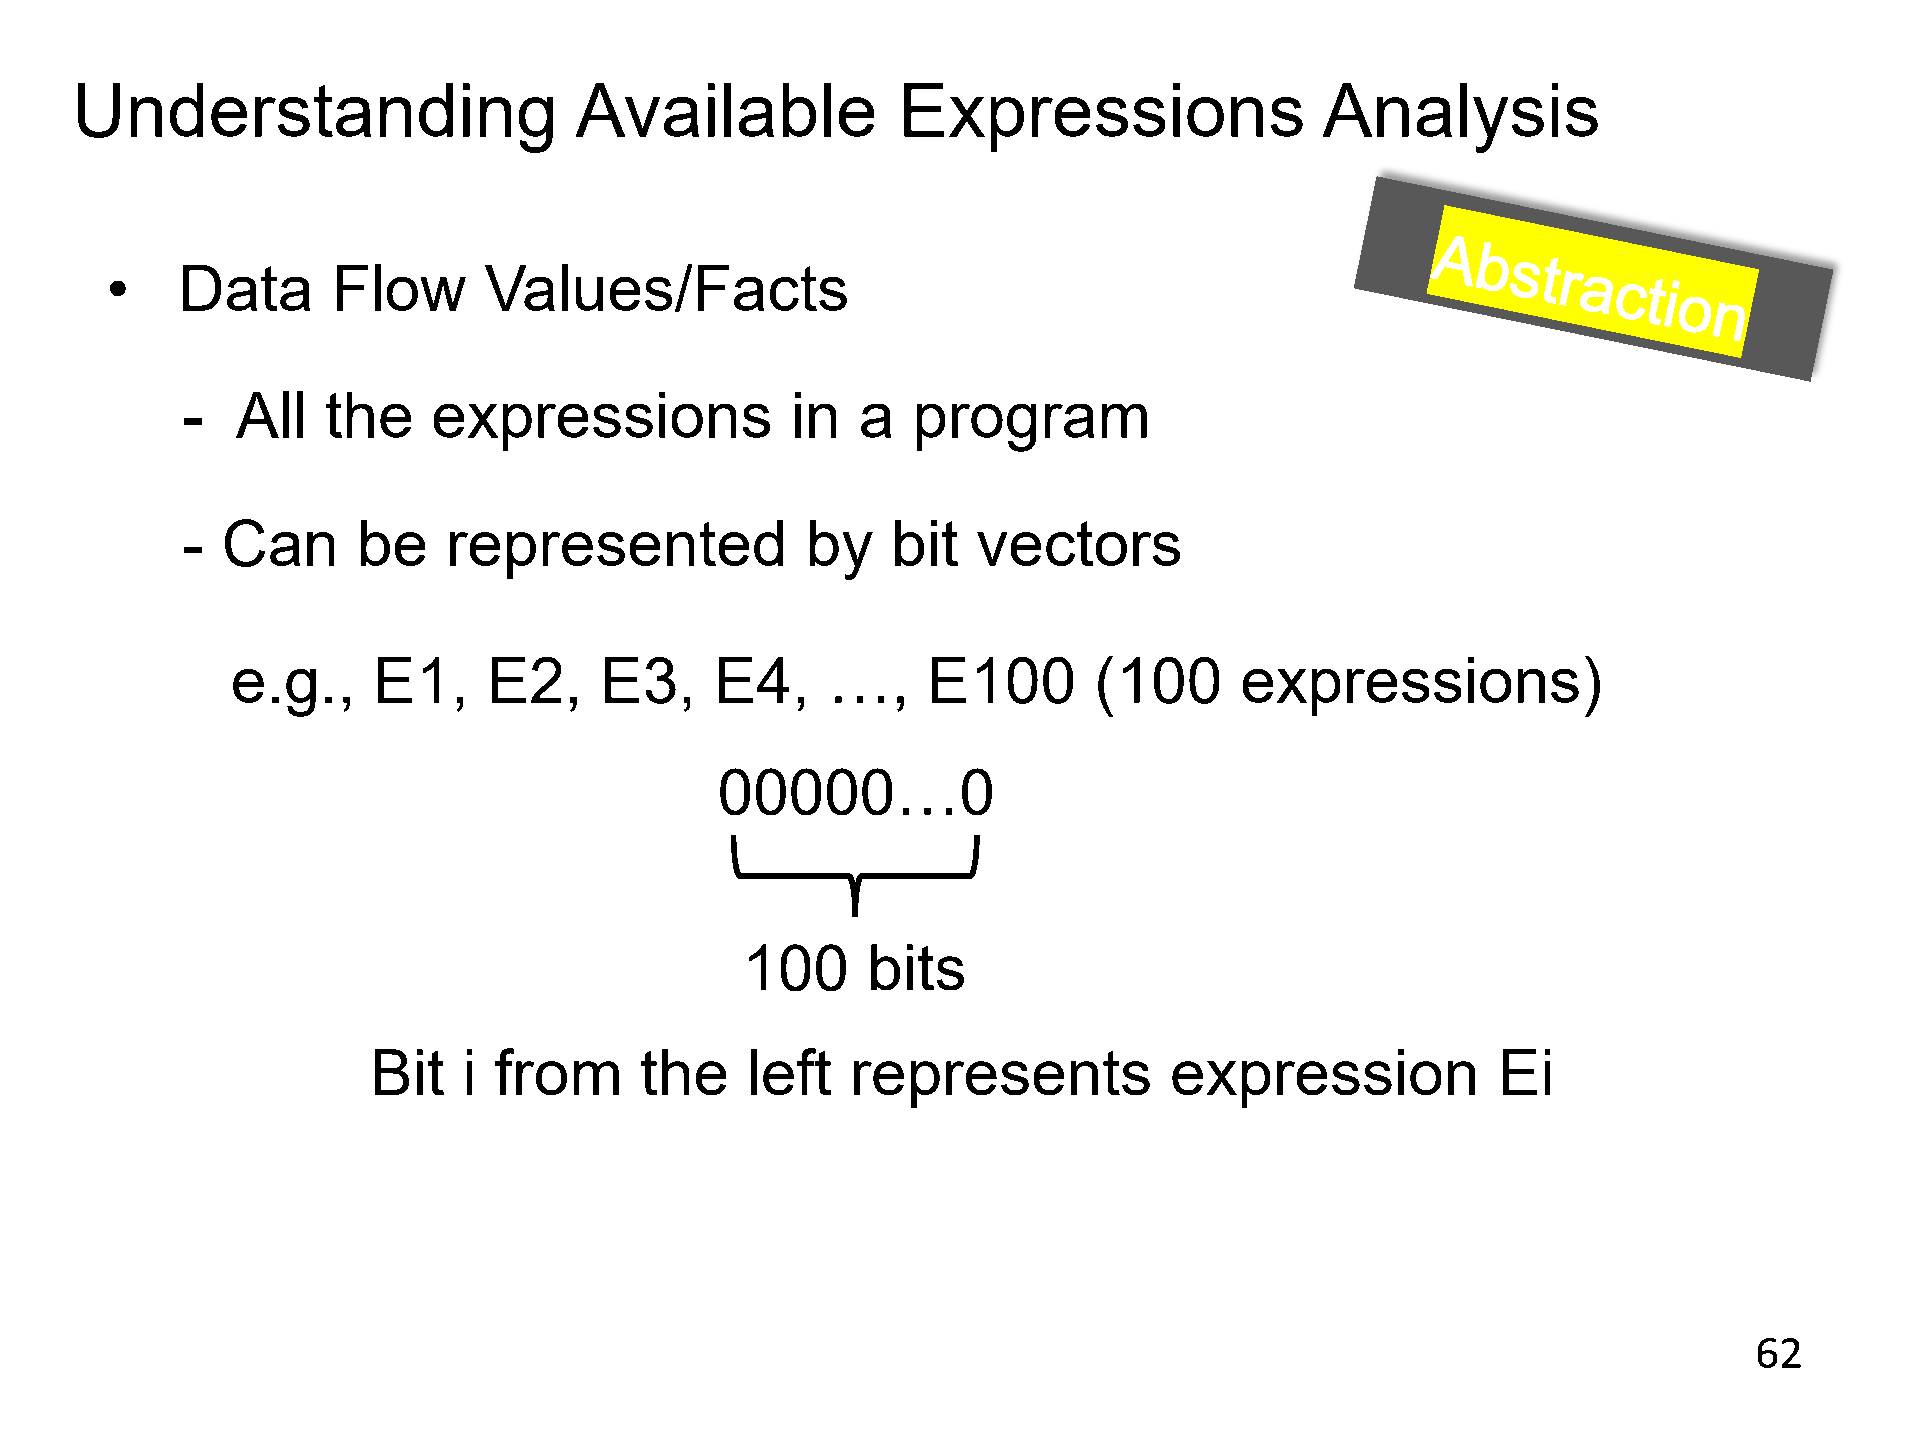 Understanding Available Expressions Analysis
Abstraction
• Data Flow Values/Facts
- All the expressions in a program
- Can be represented by bit vectors
e.g., E1, E2, E3, E4, …, E100 (100 expressions)
00000…0
100 bits
Bit i from the left represents expression Ei
62